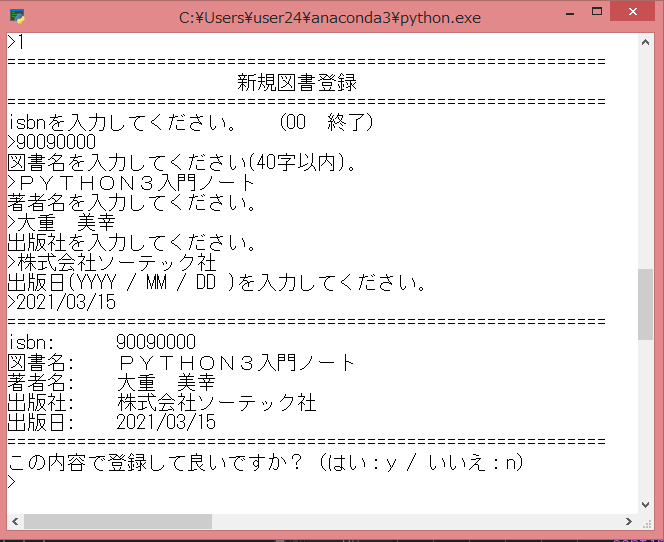 C:¥Users¥user24¥anaconda3¥python.exe
>1
============================================================
新規図書登録
============================================================
isbnを入力してください。　　(00　終了)
>90090000
図書名を入力してください(40字以内)。
>ＰＹＴＨＯＮ３入門ノート
著者名を入力してください。
>大重　美幸
出版社を入力してください。
>株式会社ソーテック社
出版日(YYYY / MM / DD )を入力してください。
>2021/03/15
============================================================
isbn:      90090000
図書名:    ＰＹＴＨＯＮ３入門ノート
著者名:    大重　美幸
出版社:    株式会社ソーテック社
出版日:    2021/03/15
============================================================
この内容で登録して良いですか？ (はい：y / いいえ：n)
>